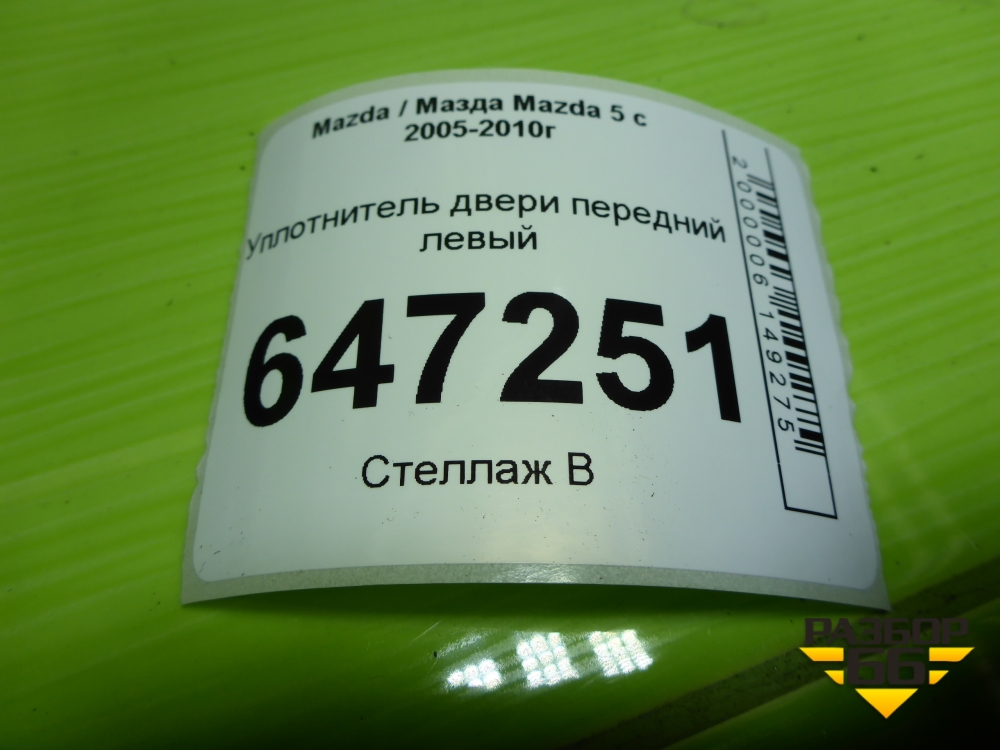 Mazda / Мазда Mazda 5 с
2005-2010г
Уплотнитель двери передний
левый
647251
Стеллаж В
2000006149275
РАЗБОР
66